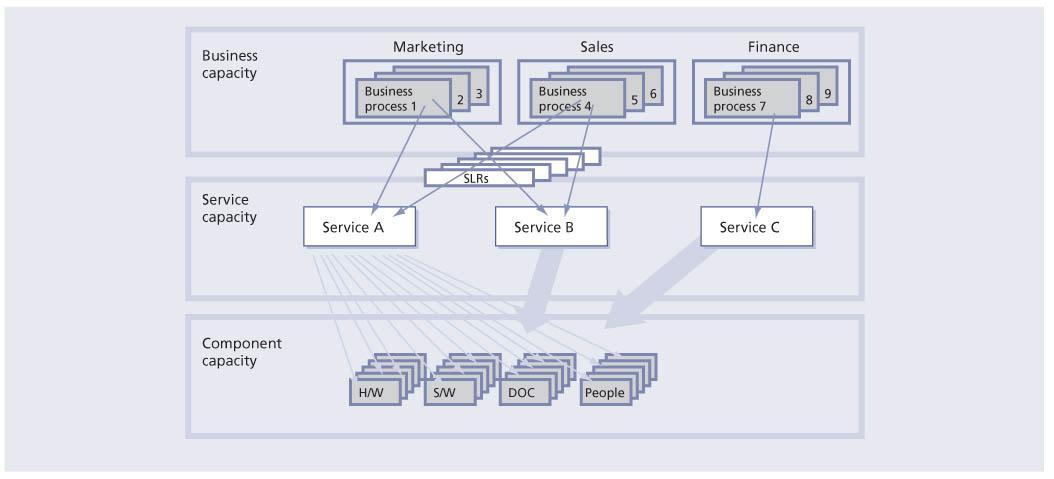 Marketing
Sales
Finance
Business
capacity
Business
process 1
2
3
Business
process 4
5
6
Business
process 7
8
9
SLRs
Service
capacity
Service A
Service B
Service C
Component
capacity
H/W
S/W
DOC
People